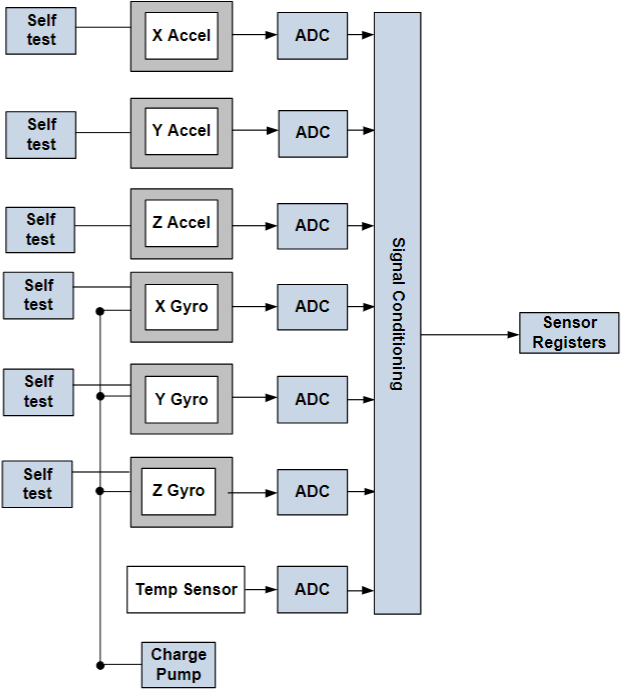 Self
test
X Accel
ADC
Self
test
Y Accel
ADC
Self
test
Z Accel
ADC
Self
test
X Gyro
ADC
Signal Conditioning
Sensor
Registers
Self
test
Y Gyro
ADC
Self
test
Z Gyro
ADC
Temp Sensor
ADC
Charge
Pump